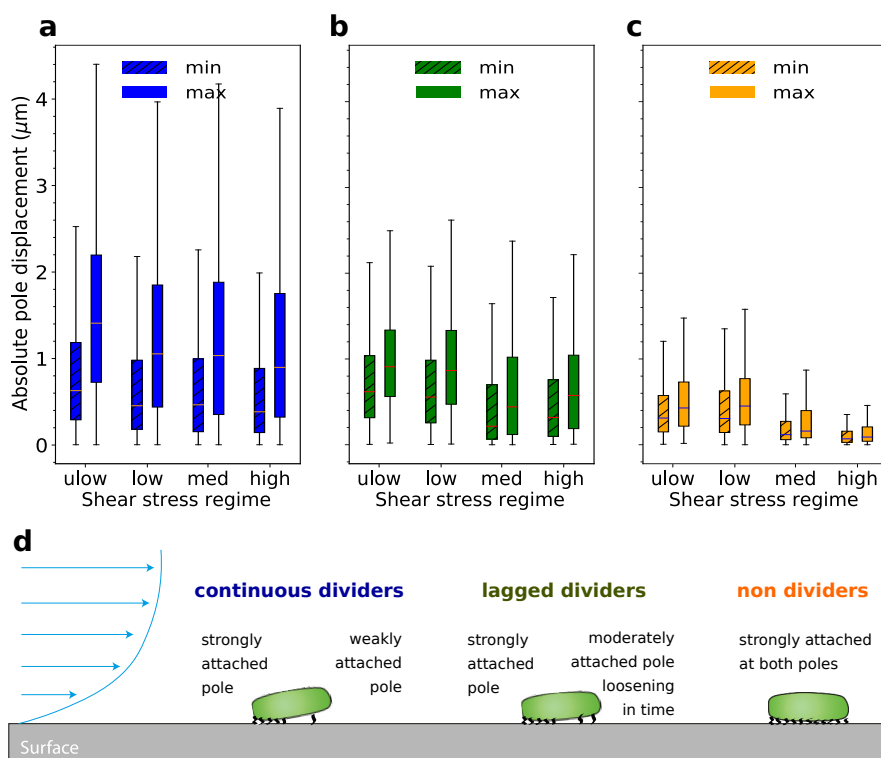 a
b
c
min
max
min
max
min
max
Absolute pole displacement (μm)
4
3
2
1
0
ulow low med high
Shear stress regime
ulow low med high
Shear stress regime
ulow low med high
Shear stress regime
d
continuous dividers
strongly
attached
pole
weakly
attached
pole
lagged dividers
strongly
attached
pole
moderately
attached pole
loosening
in time
non dividers
strongly attached
at both poles
Surface